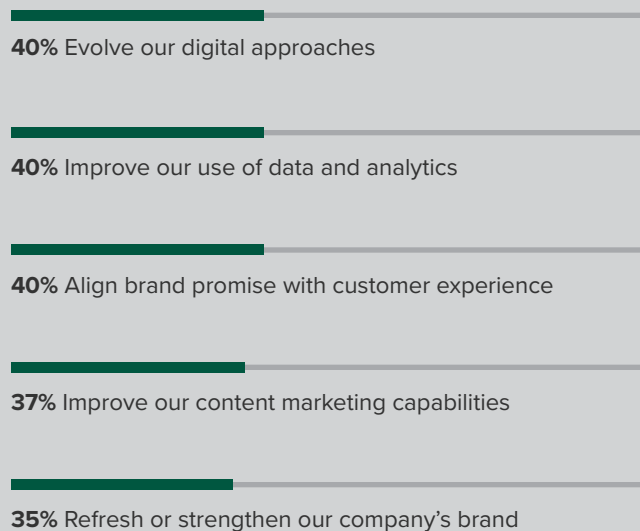 40% Evolve our digital approaches
40% Improve our use of data and analytics
40% Align brand promise with customer experience
37% Improve our content marketing capabilities
35% Refresh or strengthen our company’s brand